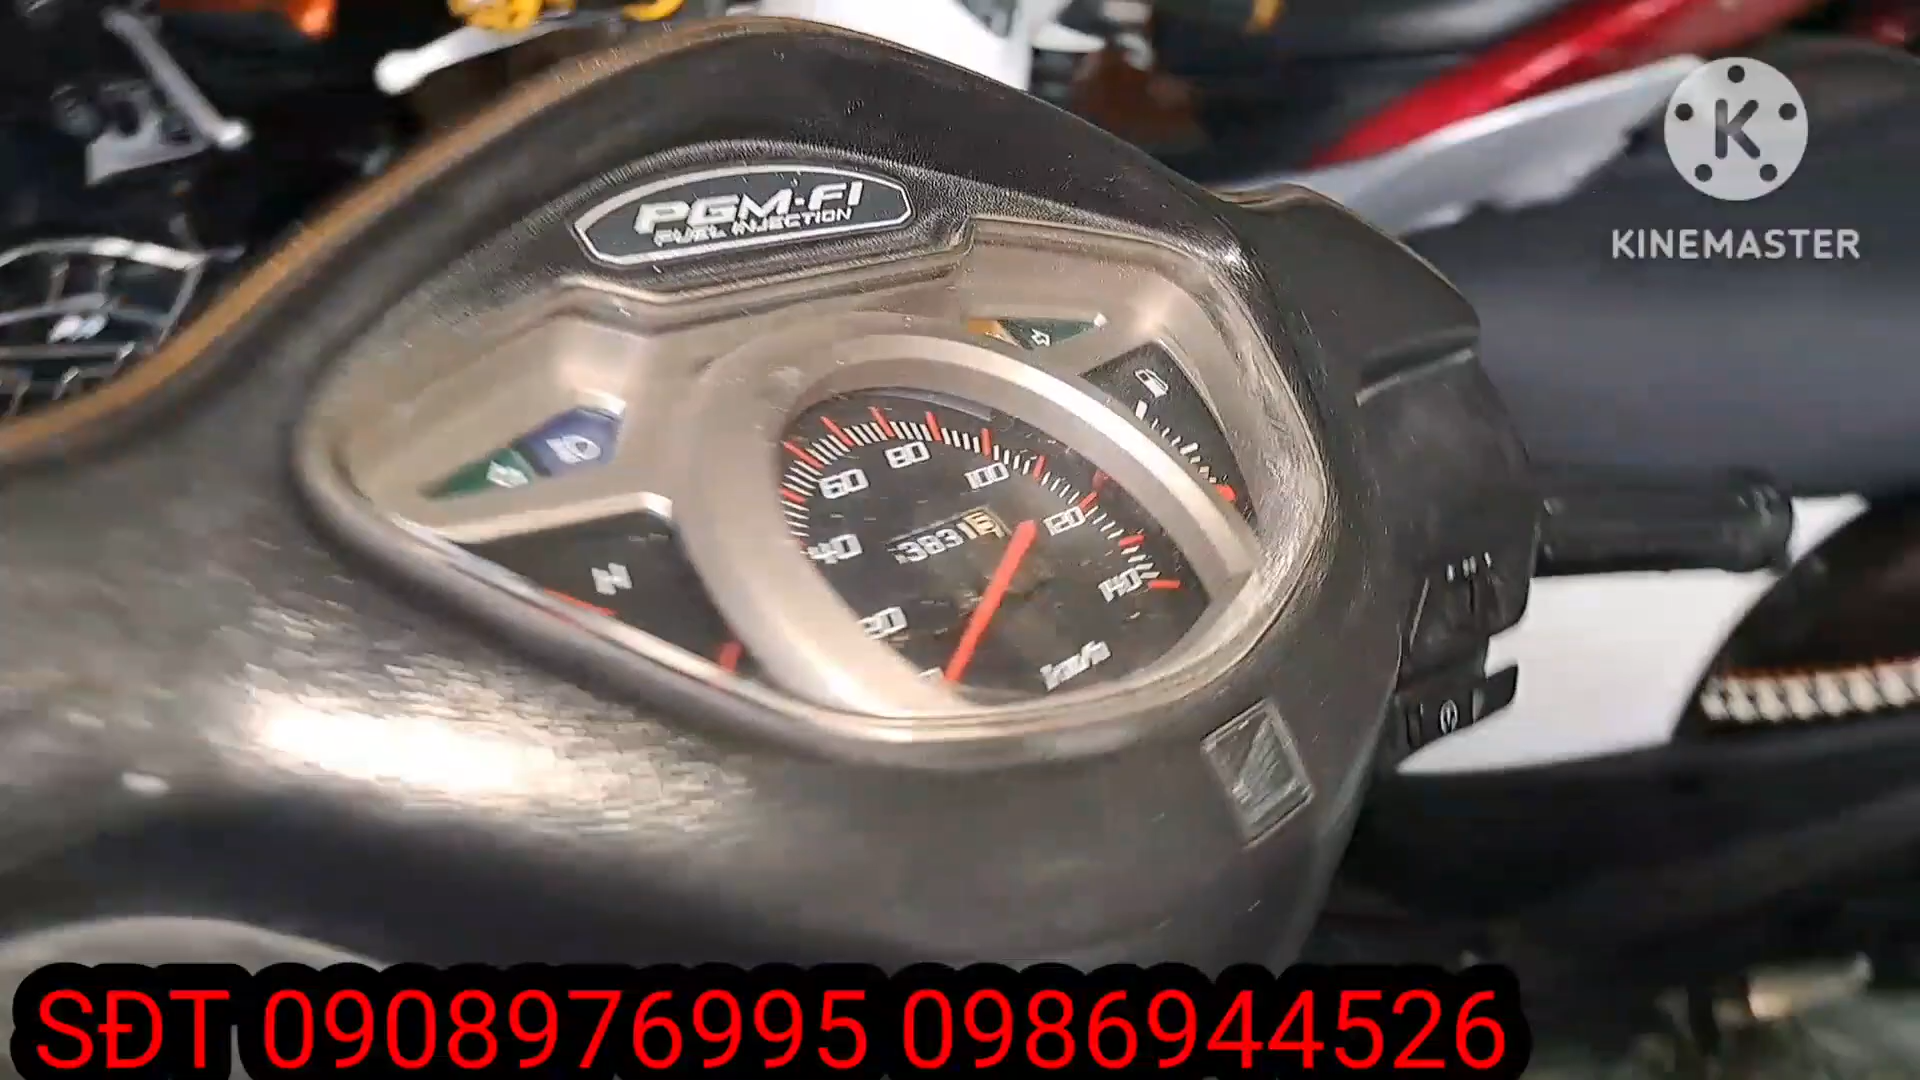 KINEMASTER
PGM-FI
FUEL INJECTION
60
80
100
40
120
140
20
km/h
N
SĐT 0908976995 0986944526